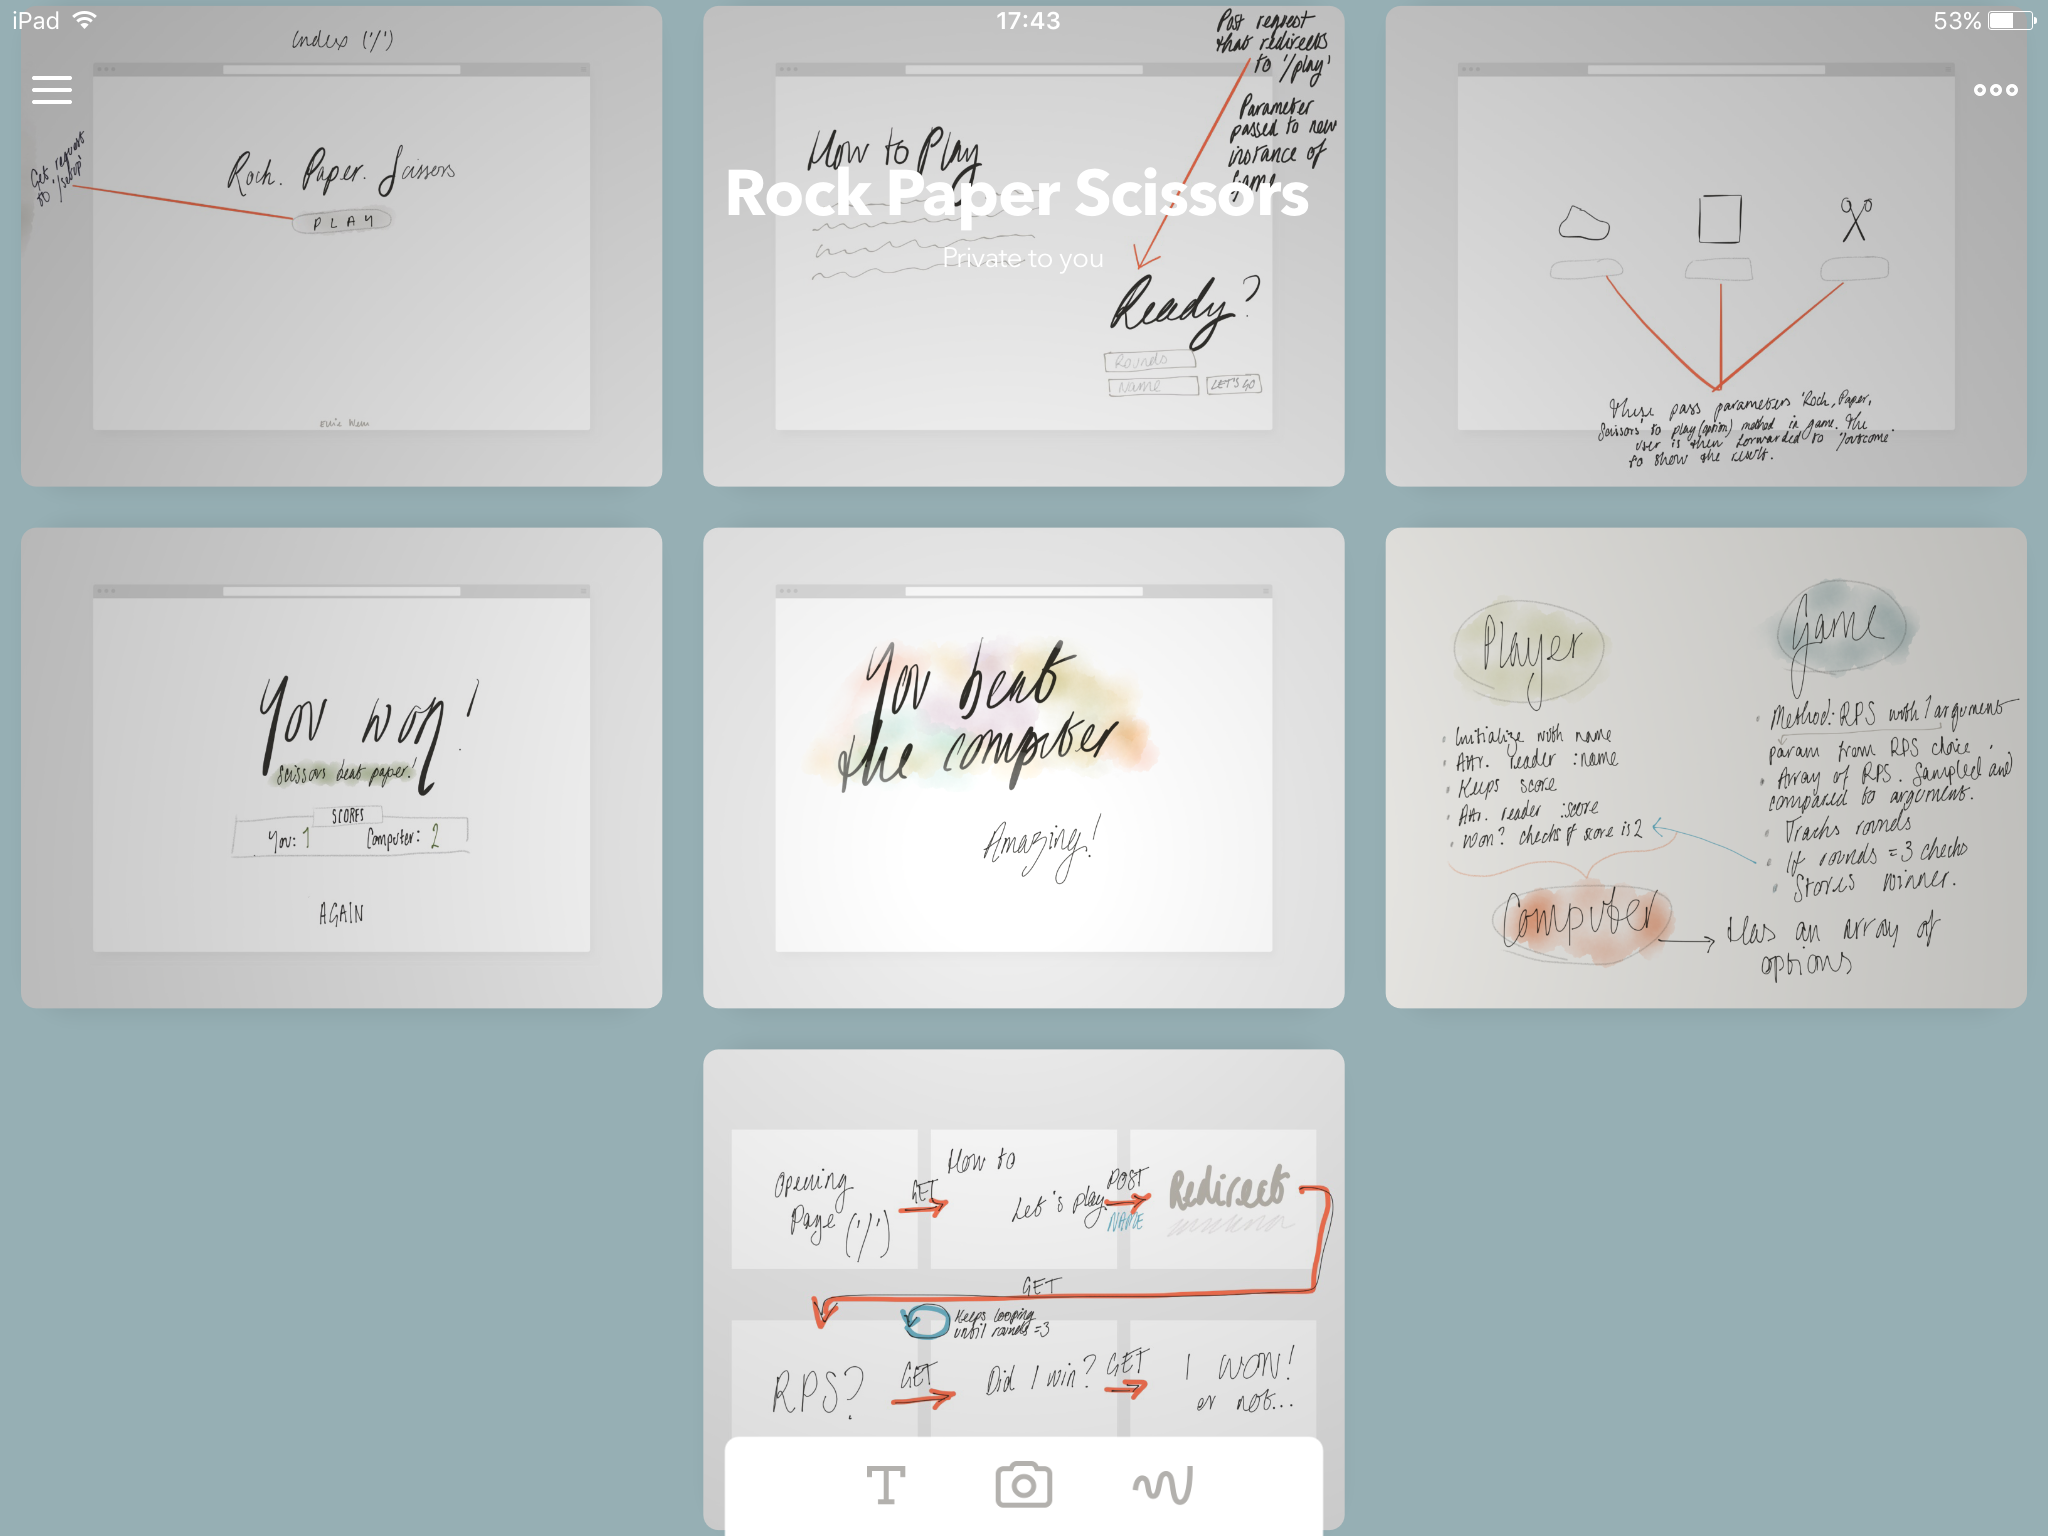 iPad
17:43
53%
Rock Paper Scissors
Private to you
Index ('/')
Get request
to '/setup'
Rock. Paper. Scissors
PLAY
Post request
that redirects
to '/play'
Parameter
passed to new
instance of
game
How to Play
Ready?
Rounds
Name
LET'S GO
These pass parameters 'Rock, Paper,
Scissors' to play(option) method in game. The
user is then forwarded to '/outcome'
to show the result.
You won!
Scissors beat paper!
SCORES
You: 1
Computer: 2
AGAIN
You beat
the computer
Amazing!
Player
Initialize with name
Attr. reader :name
Keeps score
Attr. reader :score
Won? checks if score is 2
Computer
Has an array of
options
Game
Method: RPS with 1 argument
param from RPS choice.
Array of RPS. Sampled and
compared to argument.
Tracks rounds
If rounds = 3 checks
Stores winner.
Opening
Page ('/')
GET
How to
Let's play
POST
NAME
Redirect
GET
Keeps looping
until rounds =3
RPS?
GET
Did I win?
GET
I WON!
or not...
T